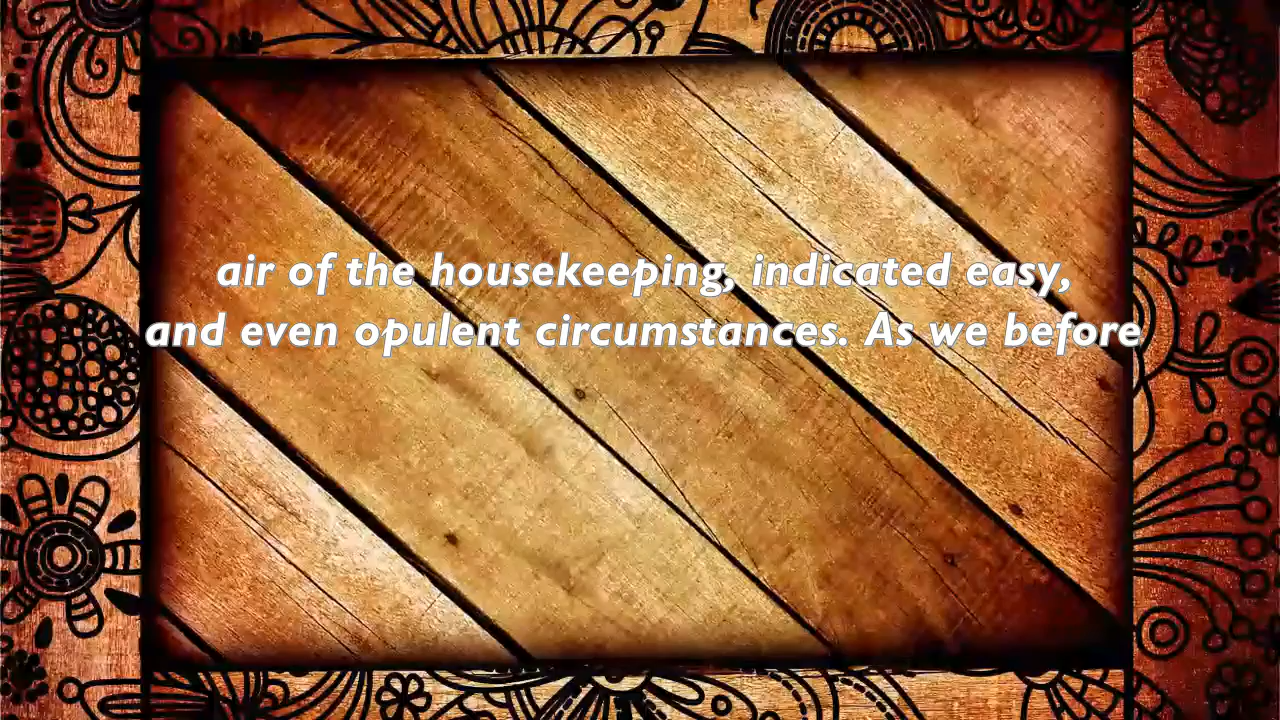 air of the housekeeping, indicated easy,
and even opulent circumstances. As we before